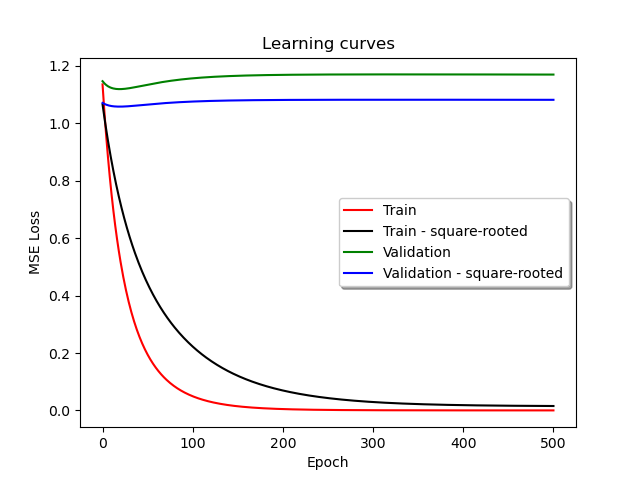 Learning curves
1.2
1.0
0.8
0.6
0.4
0.2
0.0
MSE Loss
Train
Train - square-rooted
Validation
Validation - square-rooted
0 100 200 300 400 500
Epoch